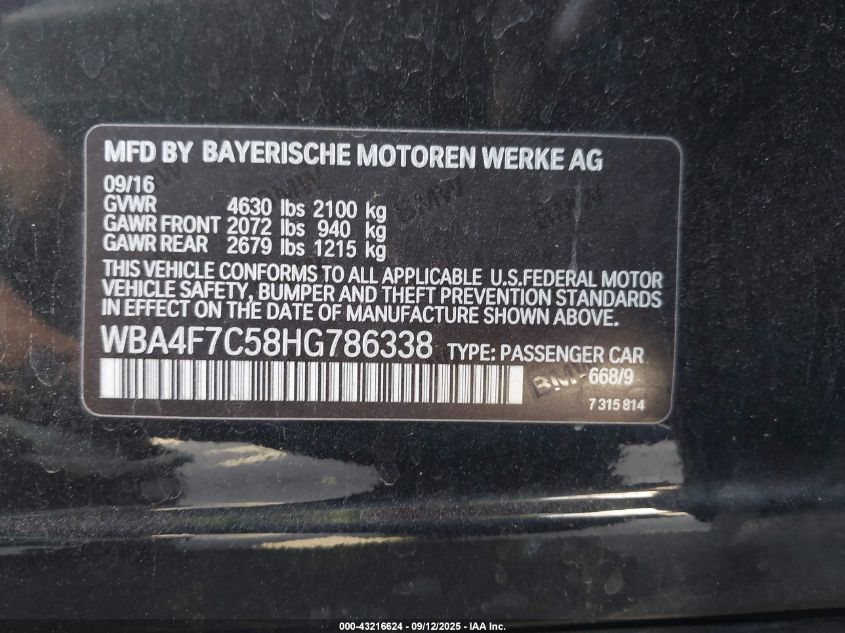 MFD BY BAYERISCHE MOTOREN WERKE AG
09/16
GVWR 4630 lbs 2100 kg
GAWR FRONT 2072 lbs 940 kg
GAWR REAR 2679 lbs 1215 kg
THIS VEHICLE CONFORMS TO ALL APPLICABLE U.S.FEDERAL MOTOR
VEHICLE SAFETY, BUMPER AND THEFT PREVENTION STANDARDS
IN EFFECT ON THE DATE OF MANUFACTURE SHOWN ABOVE.
WBA4F7C58HG786338 TYPE: PASSENGER CAR
BMW 668/9
7 315 814
000-43216624 - 09/12/2025 - IAA Inc.